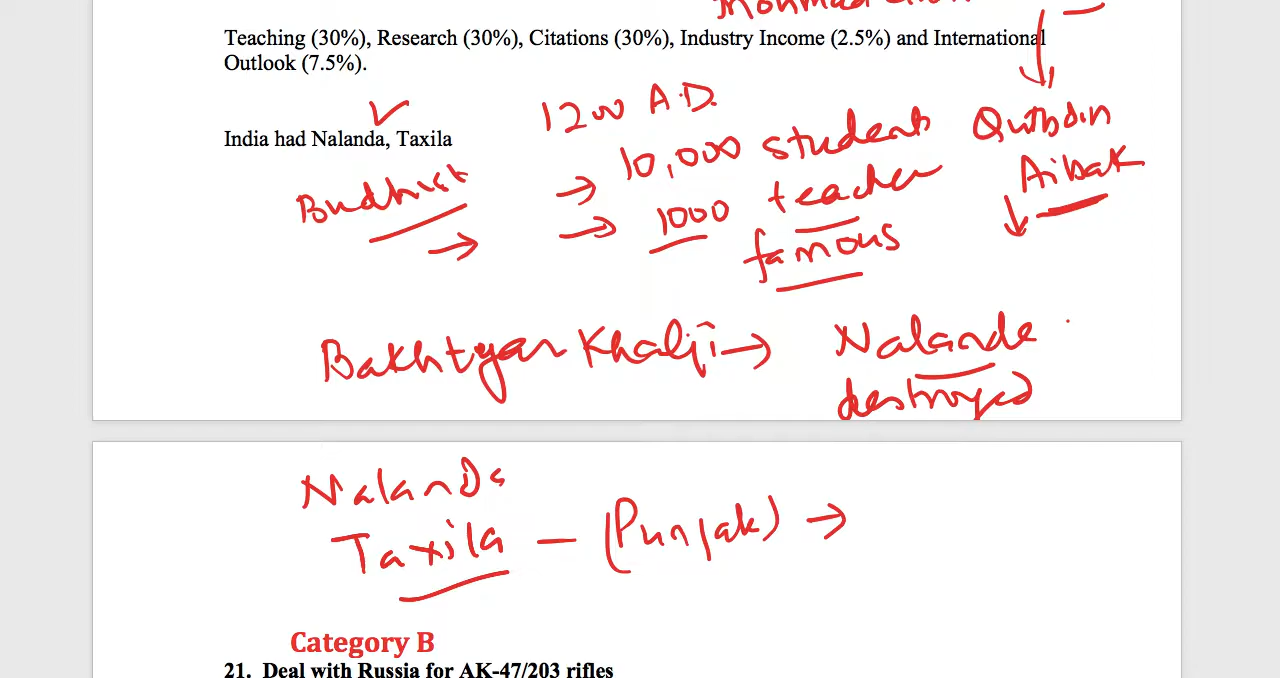 Teaching (30%), Research (30%), Citations (30%), Industry Income (2.5%) and International
Outlook (7.5%).
1200 A.D.
India had Nalanda, Taxila
→ 10,000 student
Qutbdin
Aibak
Budhist
→
→ 1000 teacher
famous
Bakhtyar Khalji → Nalanda
destroyed
Nalanda
Taxila — (Punjab) →
Category B
21. Deal with Russia for AK-47/203 rifles